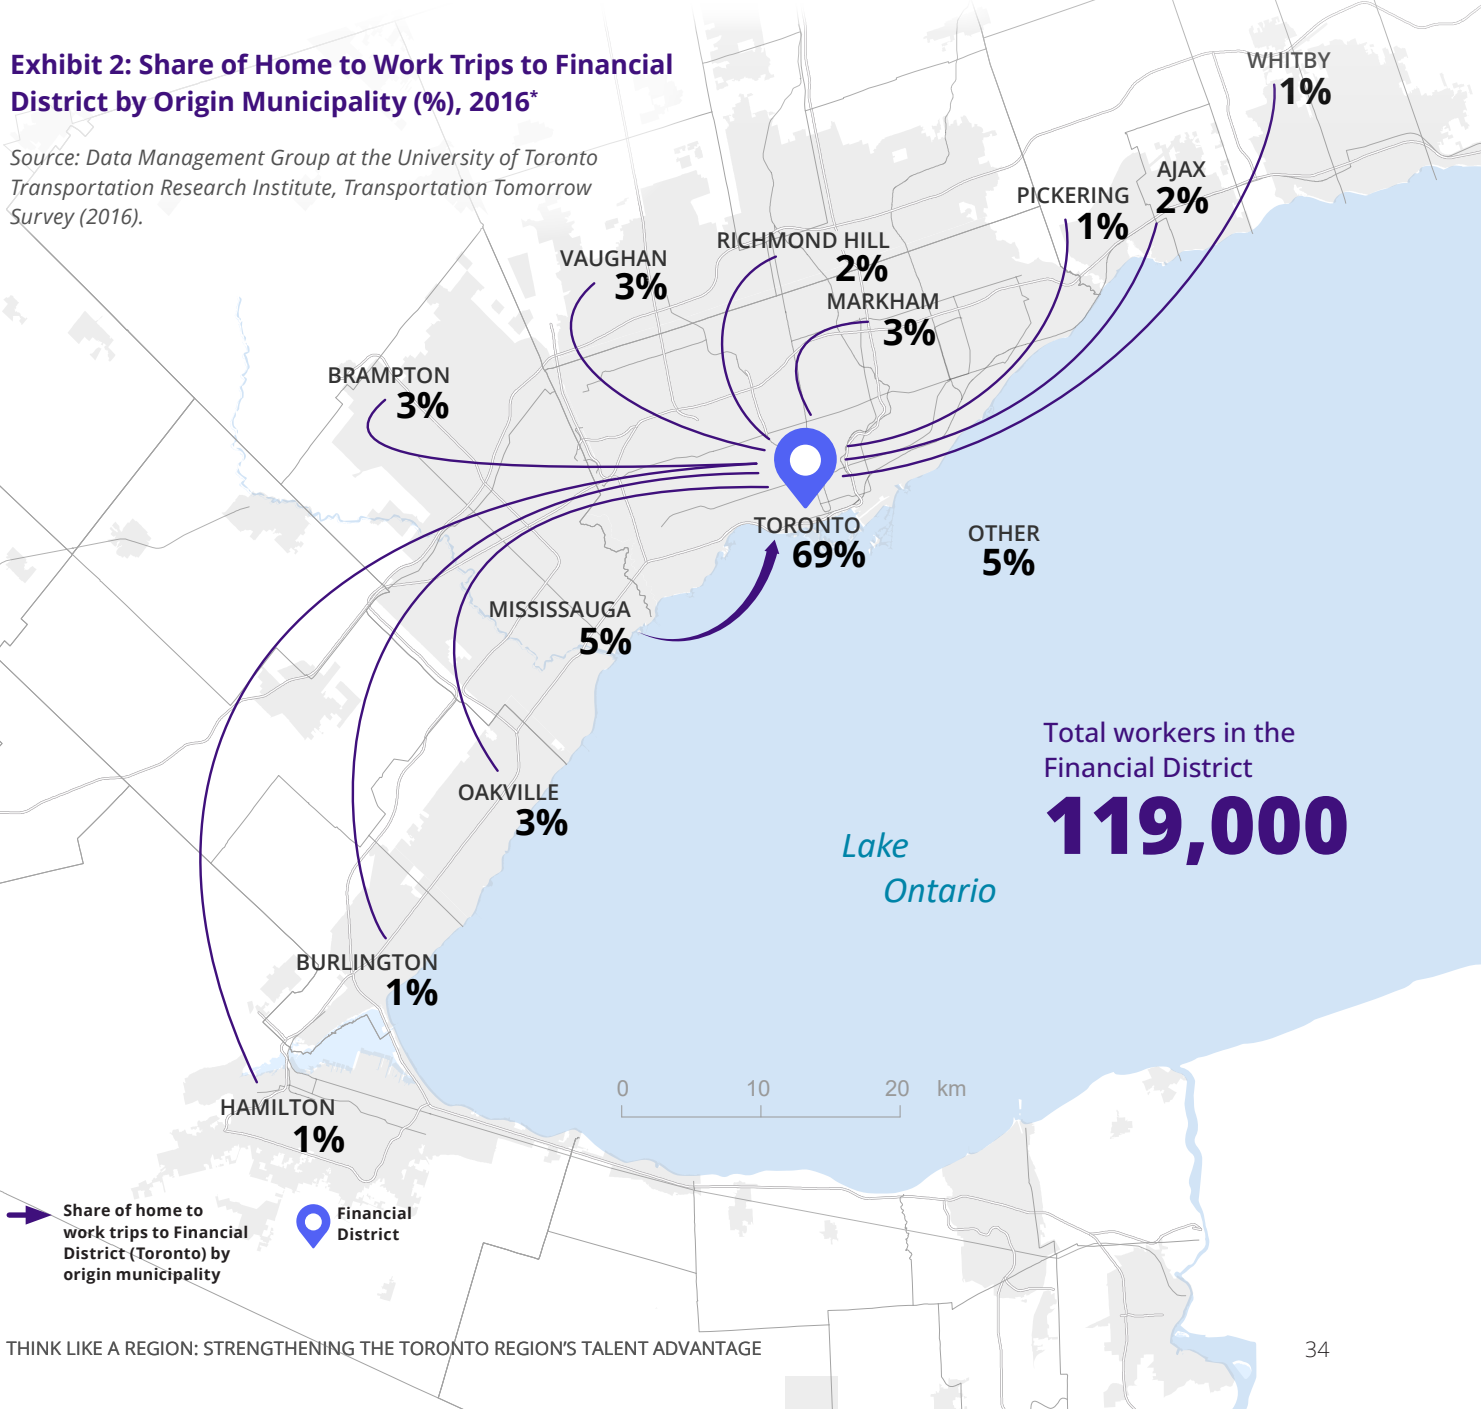 Exhibit 2: Share of Home to Work Trips to Financial
District by Origin Municipality (%), 2016*
Source: Data Management Group at the University of Toronto
Transportation Research Institute, Transportation Tomorrow
Survey (2016).
WHITBY
1%
AJAX
2%
PICKERING
1%
RICHMOND HILL
2%
VAUGHAN
3%
MARKHAM
3%
BRAMPTON
3%
TORONTO
69%
OTHER
5%
MISSISSAUGA
5%
Total workers in the
Financial District
119,000
OAKVILLE
3%
Lake
Ontario
BURLINGTON
1%
0 10 20 km
HAMILTON
1%
Share of home to
work trips to Financial
District (Toronto) by
origin municipality
Financial
District
THINK LIKE A REGION: STRENGTHENING THE TORONTO REGION'S TALENT ADVANTAGE
34